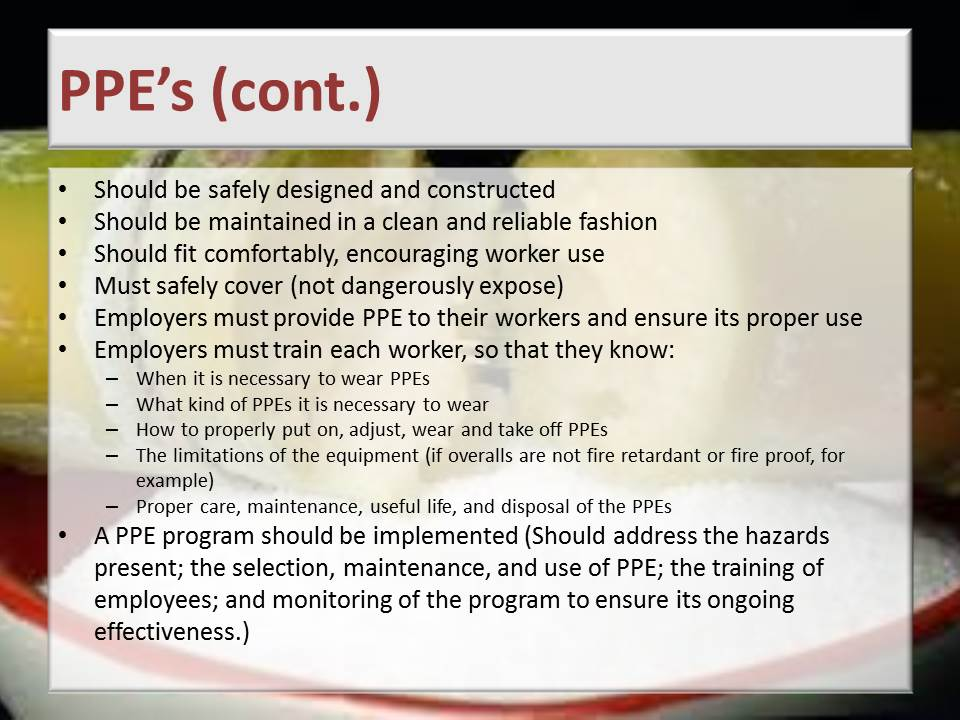 PPE’s (cont.)
• Should be safely designed and constructed
• Should be maintained in a clean and reliable fashion
• Should fit comfortably, encouraging worker use
• Must safely cover (not dangerously expose)
• Employers must provide PPE to their workers and ensure its proper use
• Employers must train each worker, so that they know:
– When it is necessary to wear PPEs
– What kind of PPEs it is necessary to wear
– How to properly put on, adjust, wear and take off PPEs
– The limitations of the equipment (if overalls are not fire retardant or fire proof, for
example)
– Proper care, maintenance, useful life, and disposal of the PPEs
• A PPE program should be implemented (Should address the hazards
present; the selection, maintenance, and use of PPE; the training of
employees; and monitoring of the program to ensure its ongoing
effectiveness.)